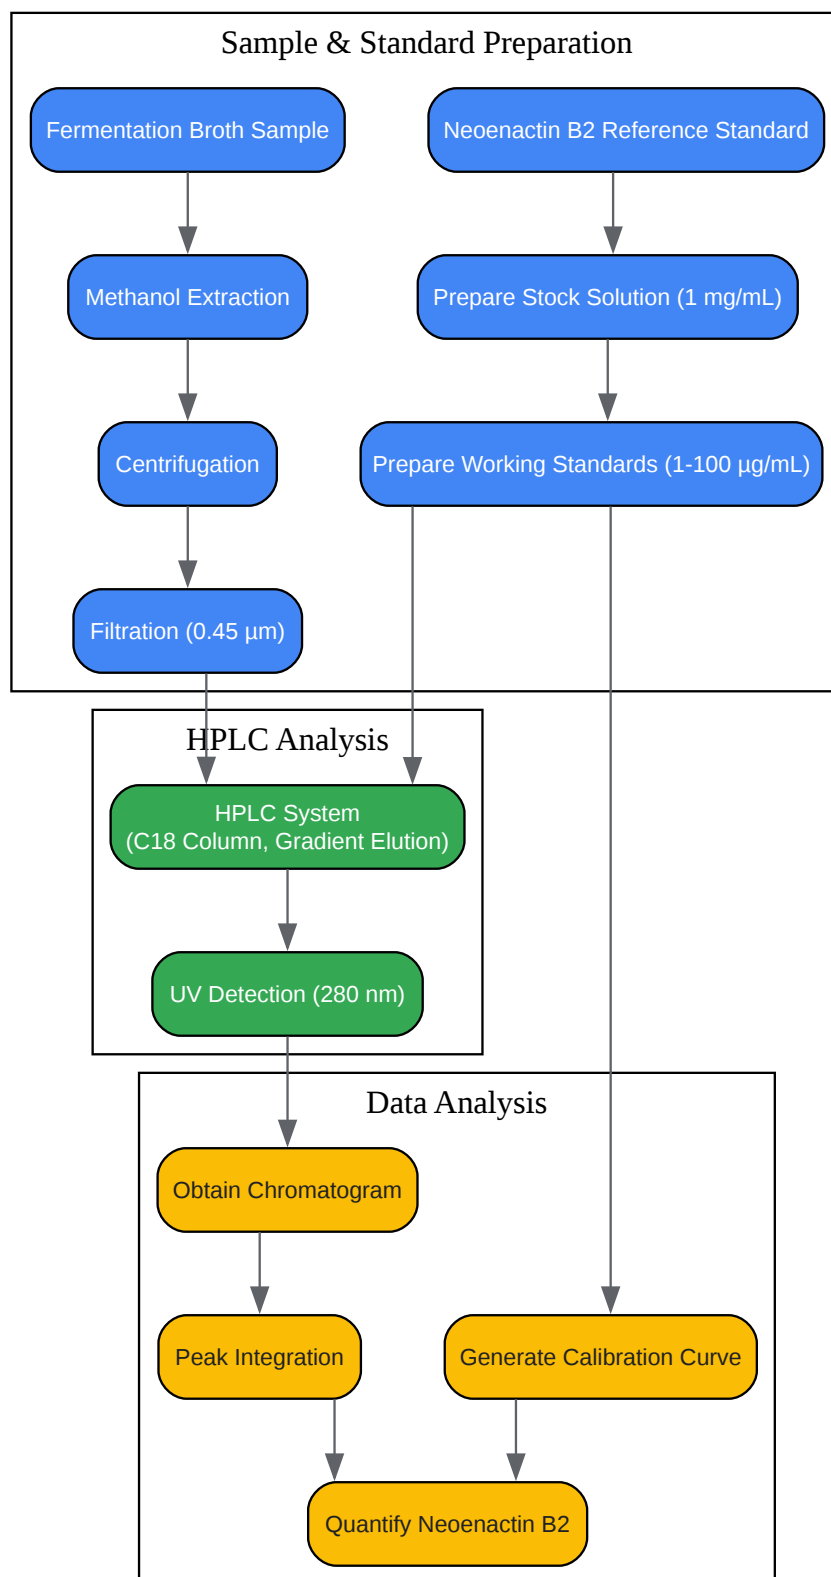 Sample & Standard Preparation
Fermentation Broth Sample
Neoenactin B2 Reference Standard
Methanol Extraction
Prepare Stock Solution (1 mg/mL)
Centrifugation
Prepare Working Standards (1-100 µg/mL)
Filtration (0.45 µm)
HPLC Analysis
HPLC System
(C18 Column, Gradient Elution)
UV Detection (280 nm)
Data Analysis
Obtain Chromatogram
Peak Integration
Generate Calibration Curve
Quantify Neoenactin B2